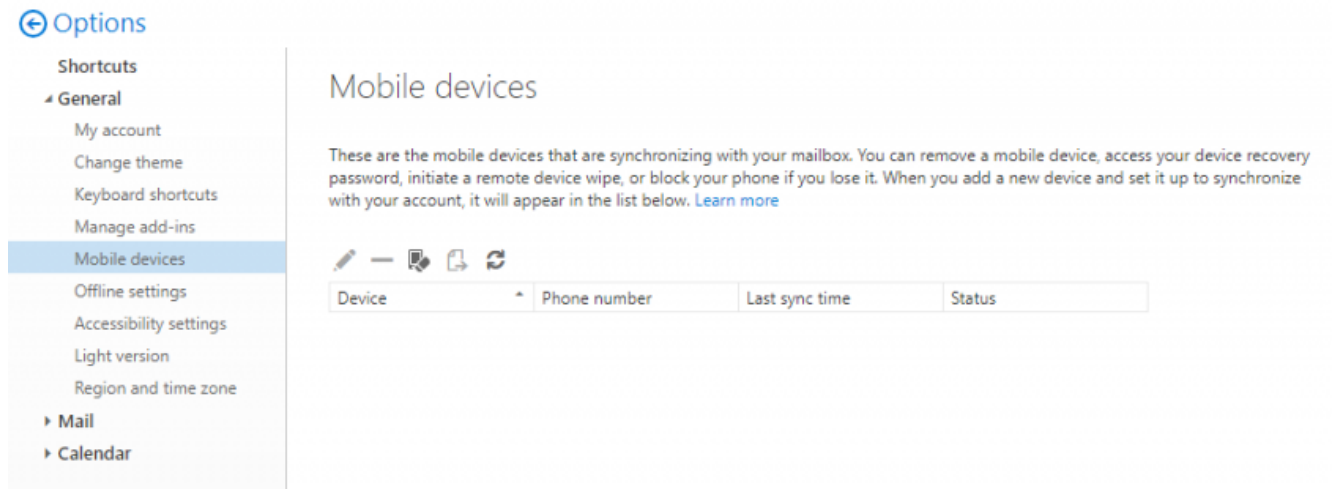 Options
Shortcuts
General
My account
Change theme
Keyboard shortcuts
Manage add-ins
Mobile devices
Offline settings
Accessibility settings
Light version
Region and time zone
Mail
Calendar
Mobile devices
These are the mobile devices that are synchronizing with your mailbox. You can remove a mobile device, access your device recovery
password, initiate a remote device wipe, or block your phone if you lose it. When you add a new device and set it up to synchronize
with your account, it will appear in the list below. Learn more
Device Phone number Last sync time Status